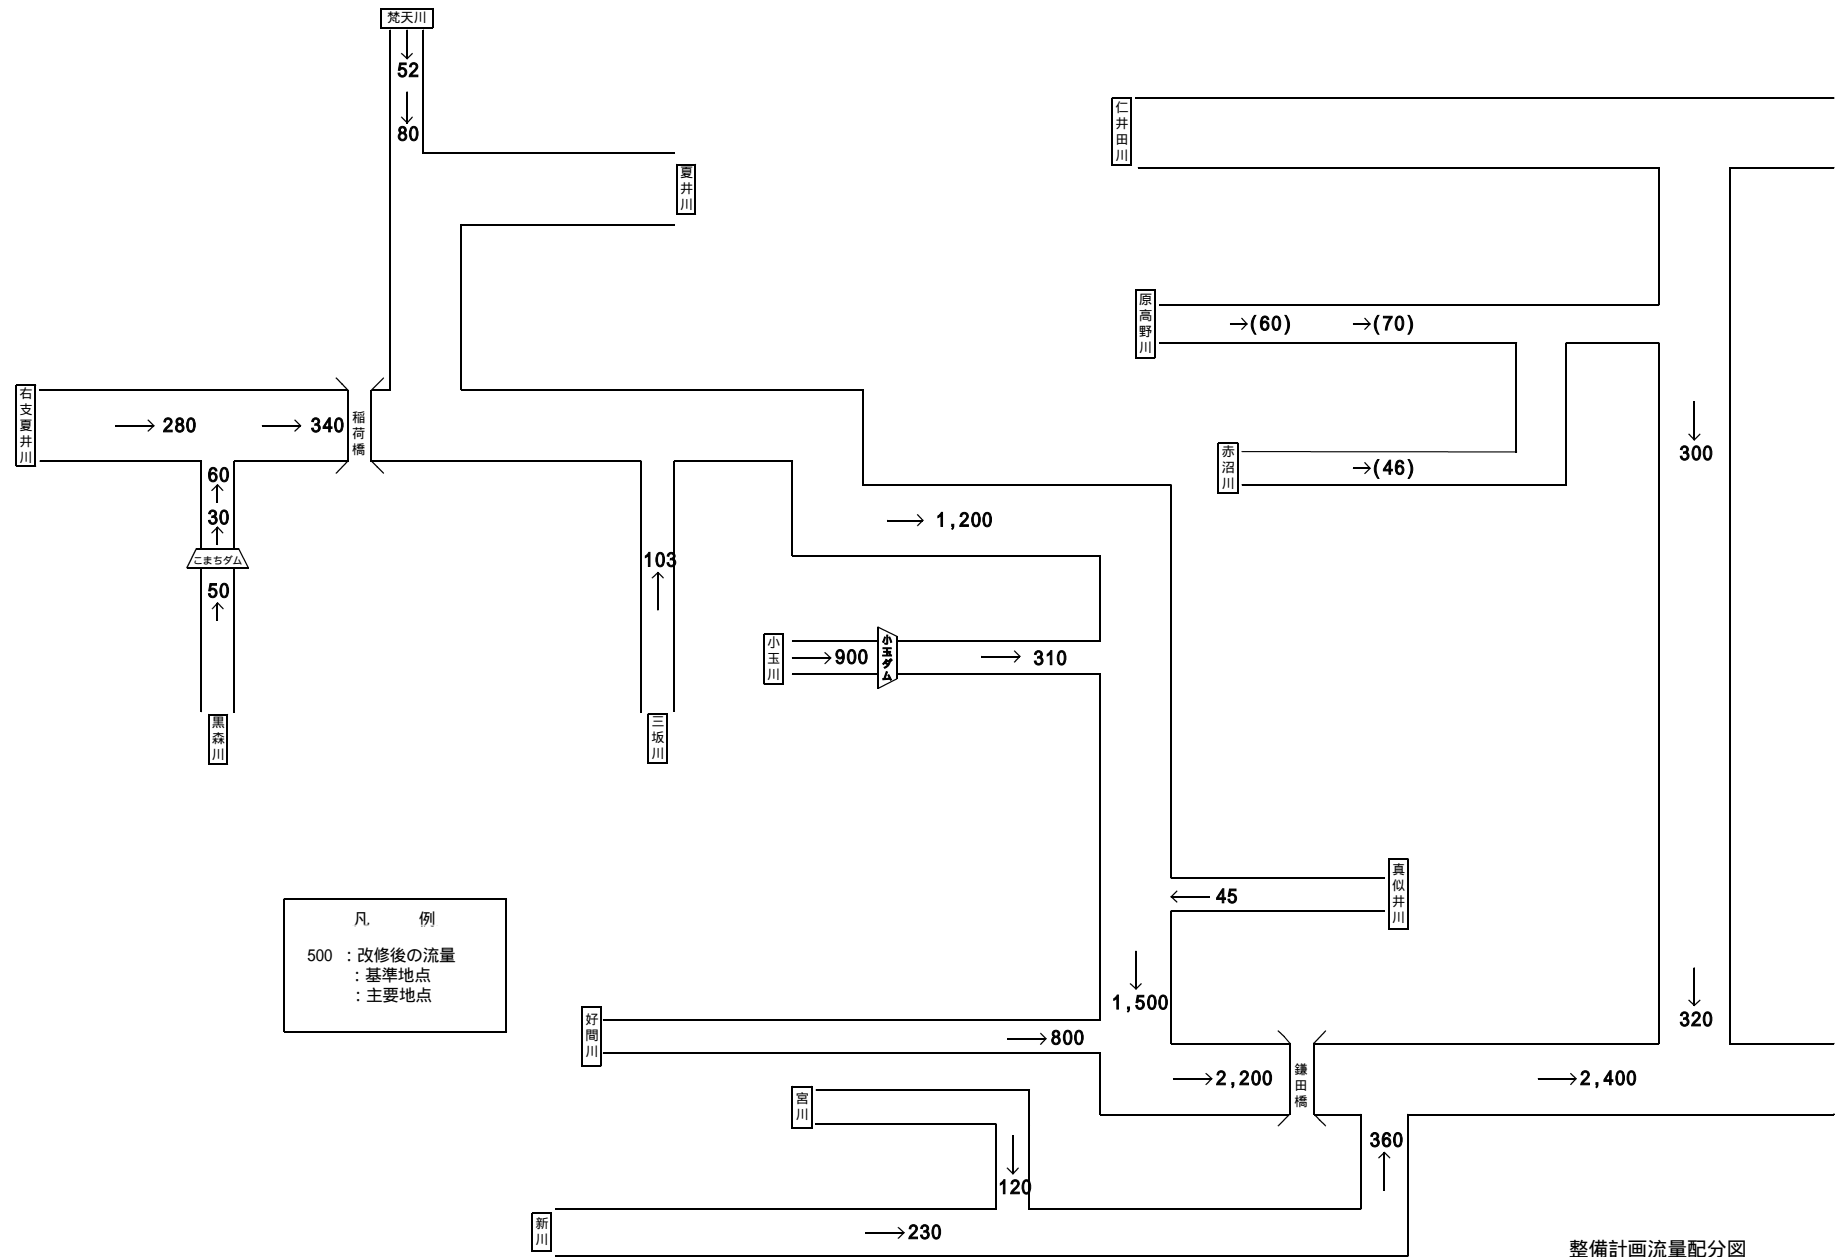 梵天川
52
80
夏井川
仁井田川
原高野川
→(60)
→(70)
赤沼川
→(46)
300
右支夏井川
280
340
稲荷橋
60
30
こまちダム
50
黒森川
103
三坂川
1,200
小玉川
900
小玉ダム
310
真似井川
45
1,500
320
好間川
800
2,200
鎌田橋
2,400
宮川
120
360
新川
230
凡 例
500 : 改修後の流量
: 基準地点
: 主要地点
整備計画流量配分図